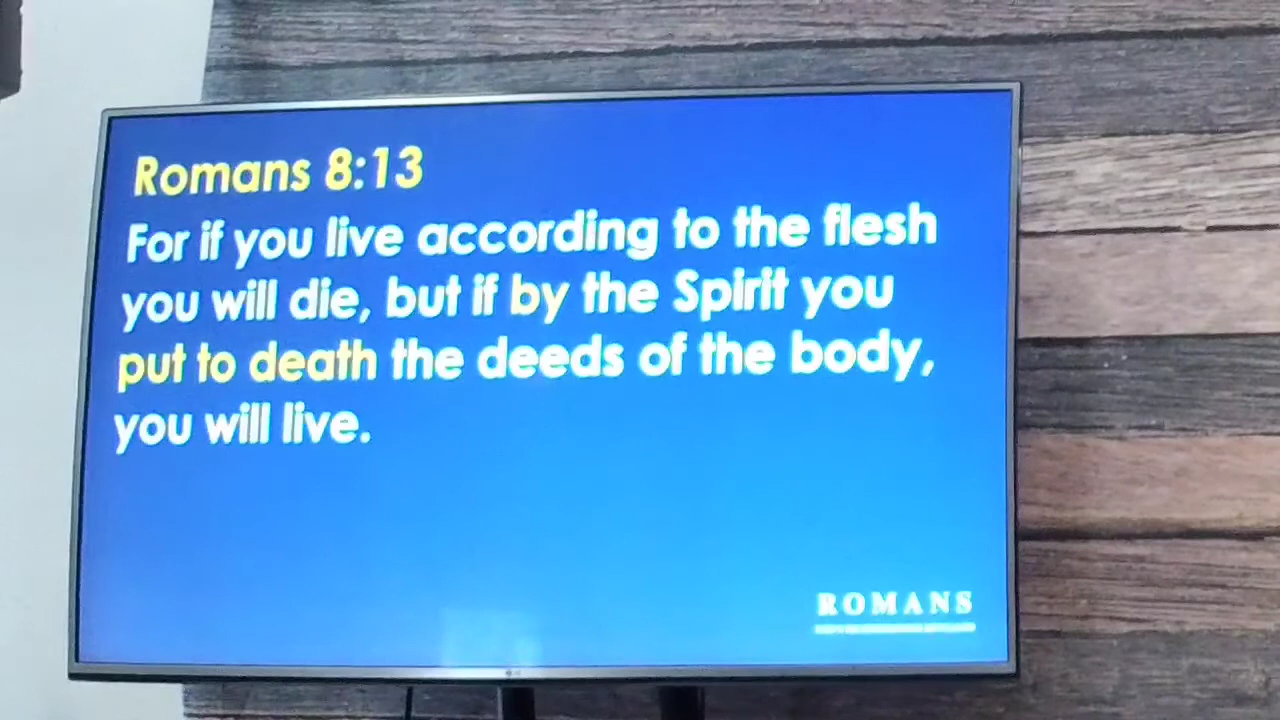 Romans 8:13
For if you live according to the flesh
you will die, but if by the Spirit you
put to death the deeds of the body,
you will live.
ROMANS